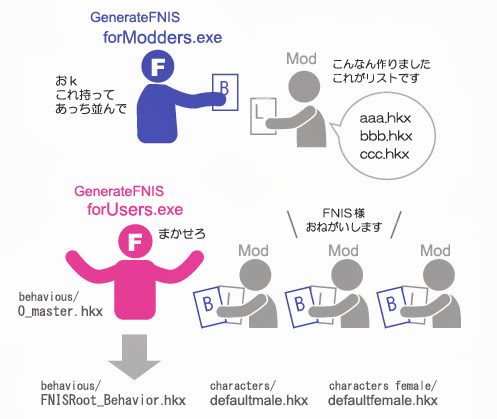 GenerateFNIS
forModders.exe
F
おｋ
これ持って
あっち並んで
B
Mod
L
こんなん作りました
これがリストです
aaa.hkx
bbb.hkx
ccc.hkx
GenerateFNIS
forUsers.exe
F
まかせろ
FNIS様
おねがいします
Mod
Mod
Mod
B
L
B
L
B
L
behavious/
0_master.hkx
behavious/
FNISRoot_Behavior.hkx
characters/
defaultmale.hkx
characters female/
defaultfemale.hkx